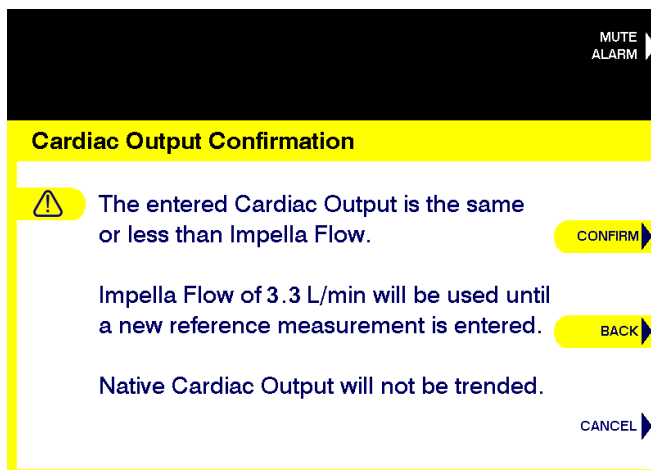 MUTE
ALARM
Cardiac Output Confirmation
The entered Cardiac Output is the same
or less than Impella Flow.
CONFIRM
Impella Flow of 3.3 L/min will be used until
a new reference measurement is entered.
BACK
Native Cardiac Output will not be trended.
CANCEL